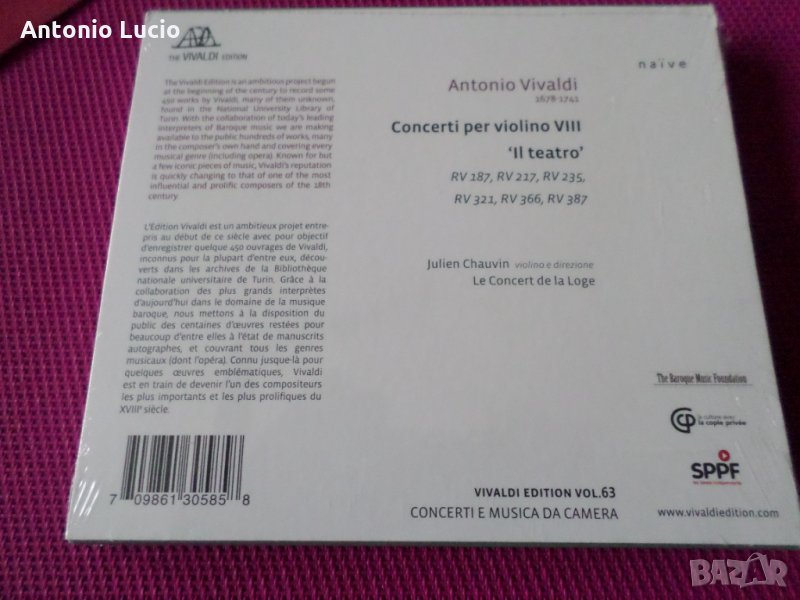 Antonio Lucio
THE VIVALDI EDITION
The Vivaldi Edition is an ambitious project begun
at the beginning of the century to record some
450 works by Vivaldi, many of them unknown,
found in the National University Library of
Turin. With the collaboration of today's leading
interpreters of Baroque music we are making
available to the public hundreds of works, many
in the composer's own hand and covering every
musical genre (including opera). Known for but
a few iconic pieces of music, Vivaldi's reputation
is quickly changing to that of one of the most
influential and prolific composers of the 18th
century.
L'Édition Vivaldi est un ambitieux projet entre-
pris au début de ce siècle avec pour objectif
d'enregistrer quelque 450 ouvrages de Vivaldi,
inconnus pour la plupart d'entre eux, décou-
verts dans les archives de la Bibliothèque
nationale universitaire de Turin. Grâce à la
collaboration des plus grands interprètes
d'aujourd'hui dans le domaine de la musique
baroque, nous mettons à la disposition du
public des centaines d'œuvres restées pour
beaucoup d'entre elles à l'état de manuscrits
autographes, et couvrant tous les genres
musicaux (dont l'opéra). Connu jusque-là pour
quelques œuvres emblématiques, Vivaldi
est en train de devenir l'un des compositeurs
les plus importants et les plus prolifiques du
XVIIIe siècle.
7 09861 30585 8
naïve
Antonio Vivaldi
1678-1741
Concerti per violino VIII
'Il teatro'
RV 187, RV 217, RV 235,
RV 321, RV 366, RV 387
Julien Chauvin violino e direzione
Le Concert de la Loge
The Baroque Music Foundation
la culture avec
la copie privée
SPPF
VIVALDI EDITION VOL.63
CONCERTI E MUSICA DA CAMERA
www.vivaldiedition.com
BAZAR